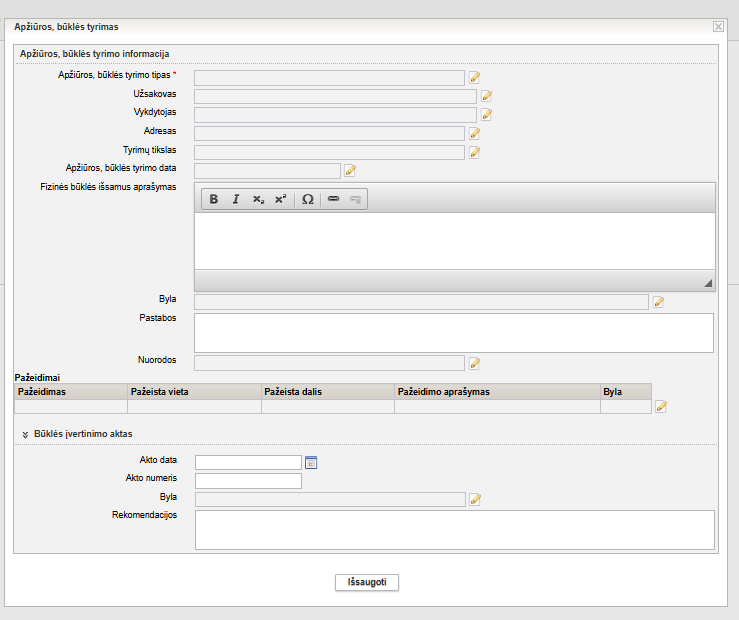 Apžiūros, būklės tyrimas
Apžiūros, būklės tyrimo informacija
Apžiūros, būklės tyrimo tipas *
Užsakovas
Vykdytojas
Adresas
Tyrimų tikslas
Apžiūros, būklės tyrimo data
Fizinės būklės išsamus aprašymas
B I x₂ x² Ω
Byla
Pastabos
Nuorodos
Pažeidimai
Pažeidimas Pažeista vieta Pažeista dalis Pažeidimo aprašymas Byla
Būklės įvertinimo aktas
Akto data
Akto numeris
Byla
Rekomendacijos
Išsaugoti